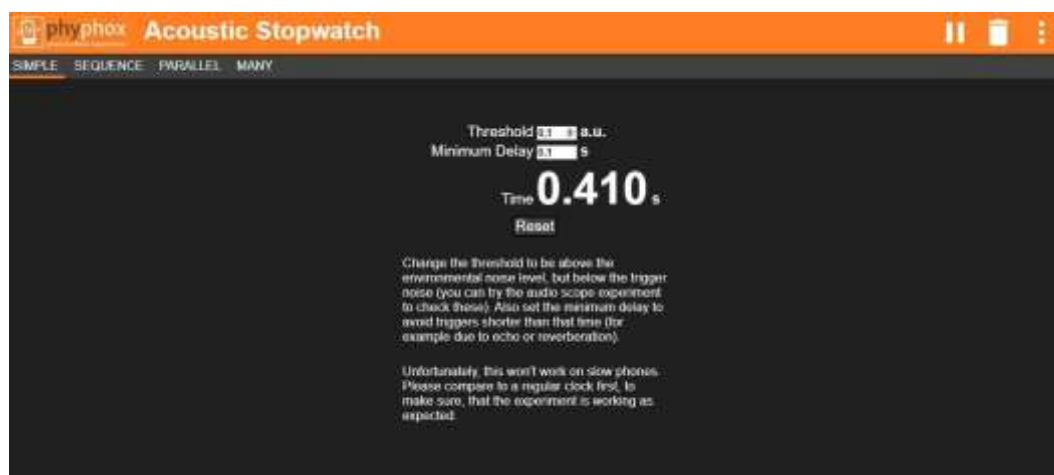 phyphox Acoustic Stopwatch
SIMPLE SEQUENCE PARALLEL MANY
Threshold 0.1 a.u.
Minimum Delay 0.1 s
Time 0.410 s
Reset
Change the threshold to be above the
environmental noise level, but below the trigger
noise (you can try the audio scope experiment
to check these). Also set the minimum delay to
avoid triggers shorter than that time (for
example due to echo or reverberation).
Unfortunately, this won't work on slow phones.
Please compare to a regular clock first, to
make sure, that the experiment is working as
expected.